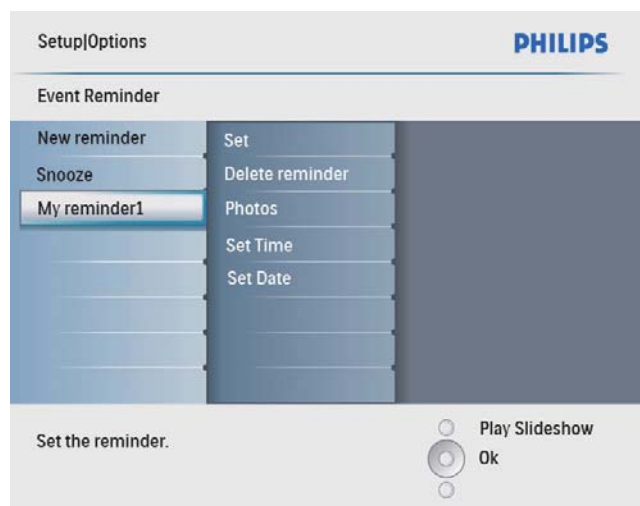 Setup|Options
PHILIPS
Event Reminder
New reminder
Snooze
My reminder1
Set
Delete reminder
Photos
Set Time
Set Date
Set the reminder.
Play Slideshow
Ok